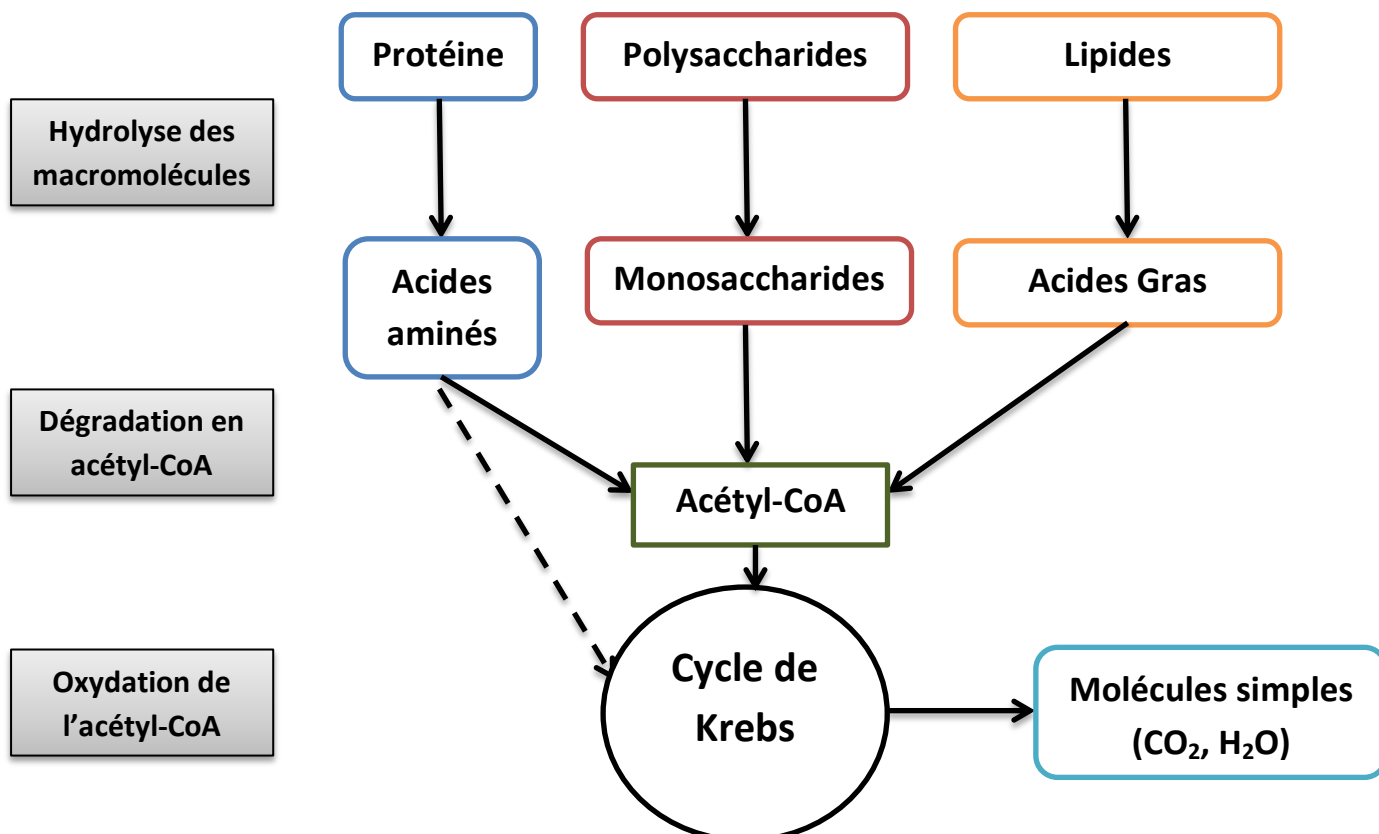 Protéine
Polysaccharides
Lipides
Hydrolyse des
macromolécules
Acides
aminés
Monosaccharides
Acides Gras
Dégradation en
acétyl-CoA
Acétyl-CoA
Oxydation de
l’acétyl-CoA
Cycle de
Krebs
Molécules simples
(CO₂, H₂O)